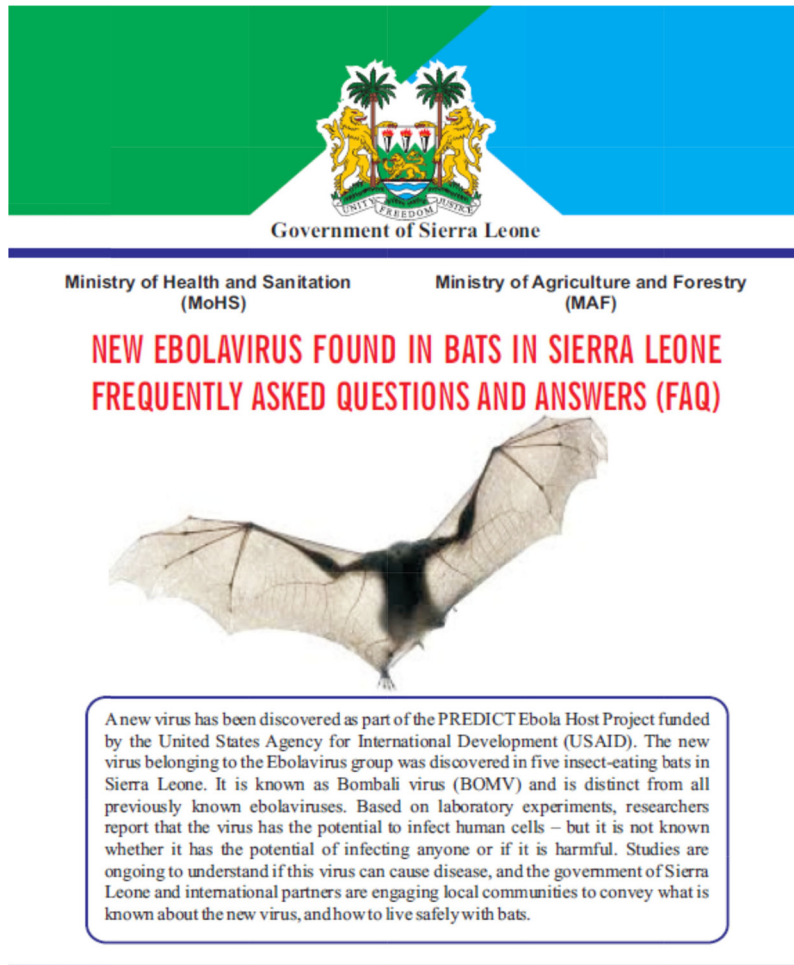 UNITY FREEDOM JUSTICE
Government of Sierra Leone
Ministry of Health and Sanitation
(MoHS)
Ministry of Agriculture and Forestry
(MAF)
NEW EBOLAVIRUS FOUND IN BATS IN SIERRA LEONE
FREQUENTLY ASKED QUESTIONS AND ANSWERS (FAQ)
A new virus has been discovered as part of the PREDICT Ebola Host Project funded
by the United States Agency for International Development (USAID). The new
virus belonging to the Ebolavirus group was discovered in five insect-eating bats in
Sierra Leone. It is known as Bombali virus (BOMV) and is distinct from all
previously known ebolaviruses. Based on laboratory experiments, researchers
report that the virus has the potential to infect human cells – but it is not known
whether it has the potential of infecting anyone or if it is harmful. Studies are
ongoing to understand if this virus can cause disease, and the government of Sierra
Leone and international partners are engaging local communities to convey what is
known about the new virus, and how to live safely with bats.